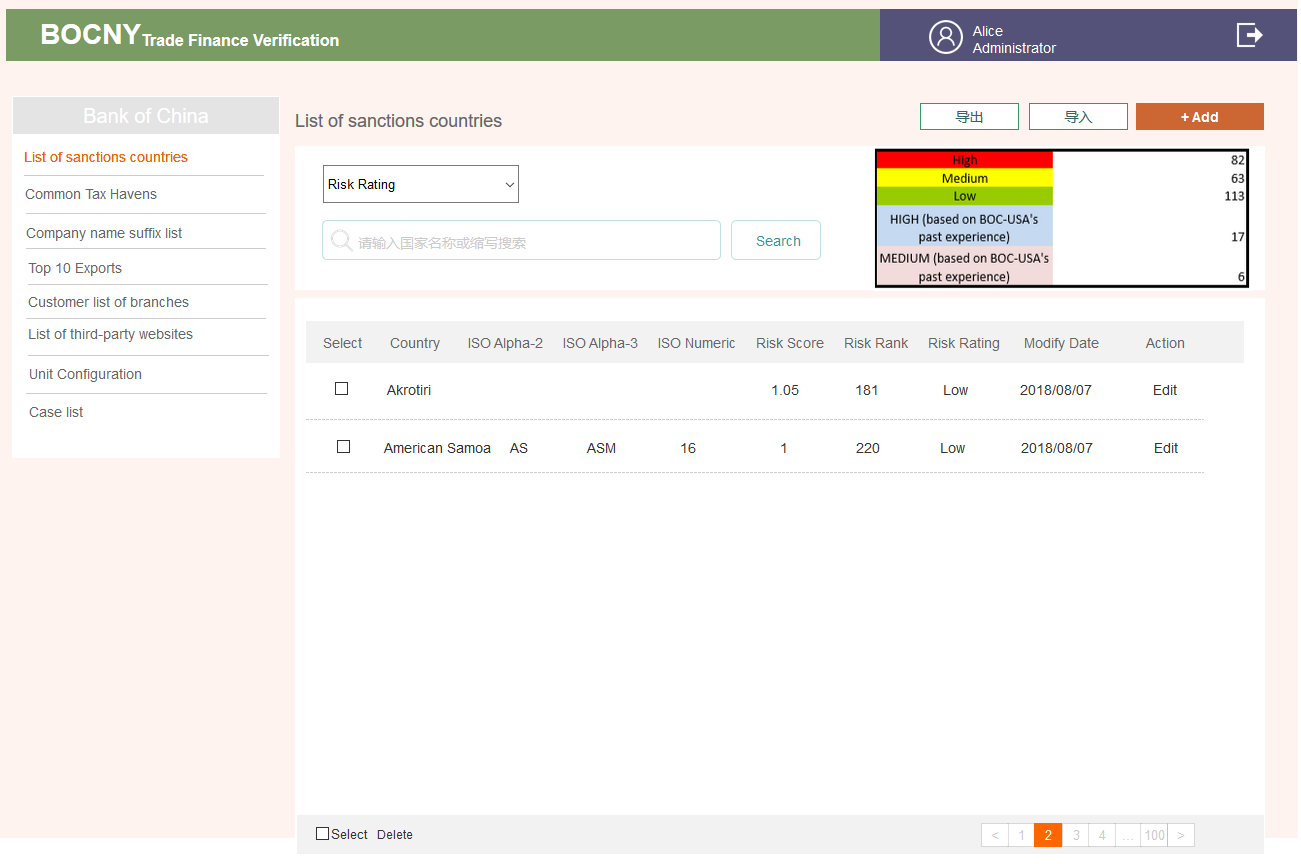 BOCNY Trade Finance Verification
Alice
Administrator
Bank of China
List of sanctions countries
Common Tax Havens
Company name suffix list
Top 10 Exports
Customer list of branches
List of third-party websites
Unit Configuration
Case list
List of sanctions countries
导出 导入 + Add
Risk Rating
请输入国家名称或缩写搜索 Search
High 82
Medium 63
Low 113
HIGH (based on BOC-USA's
past experience) 17
MEDIUM (based on BOC-USA's
past experience) 6
Select Country ISO Alpha-2 ISO Alpha-3 ISO Numeric Risk Score Risk Rank Risk Rating Modify Date Action
Akrotiri 1.05 181 Low 2018/08/07 Edit
American Samoa AS ASM 16 1 220 Low 2018/08/07 Edit
Select Delete < 1 2 3 4 ... 100 >